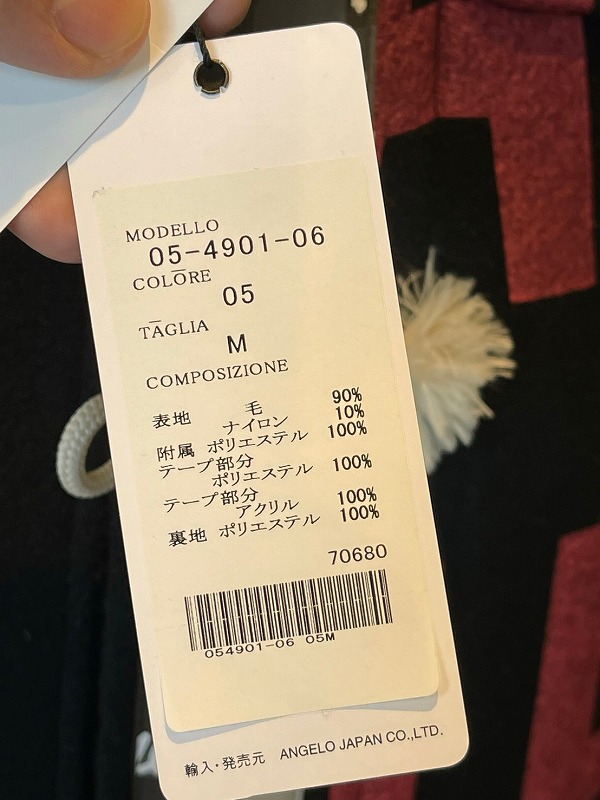 MODELLO
05-4901-06
COLORE
05
TAGLIA
M
COMPOSIZIONE
表地 毛 90%
ナイロン 10%
附属 ポリエステル 100%
テープ部分
ポリエステル 100%
テープ部分
アクリル 100%
裏地 ポリエステル 100%
70680
054901-06 05M
輸入・発売元 ANGELO JAPAN CO.,LTD.